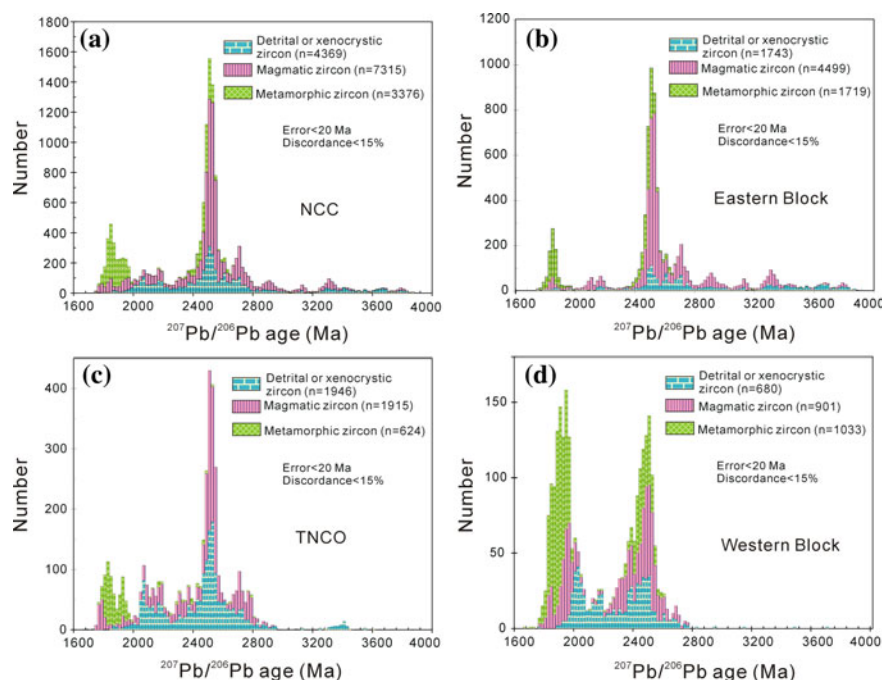 (a)
1800
1600
1400
1200
1000
800
600
400
200
0
Number
Detrital or xenocrystic
zircon (n=4369)
Magmatic zircon (n=7315)
Metamorphic zircon (n=3376)
Error<20 Ma
Discordance<15%
NCC
1600 2000 2400 2800 3200 3600 4000
207Pb/206Pb age (Ma)
(b)
1200
1000
800
600
400
200
0
Number
Detrital or xenocrystic
zircon (n=1743)
Magmatic zircon (n=4499)
Metamorphic zircon (n=1719)
Error<20 Ma
Discordance<15%
Eastern Block
1600 2000 2400 2800 3200 3600 4000
207Pb/206Pb age (Ma)
(c)
400
300
200
100
0
Number
Detrital or xenocrystic
zircon (n=1946)
Magmatic zircon (n=1915)
Metamorphic zircon (n=624)
Error<20 Ma
Discordance<15%
TNCO
1600 2000 2400 2800 3200 3600 4000
207Pb/206Pb age (Ma)
(d)
150
100
50
0
Number
Detrital or xenocrystic
zircon (n=680)
Magmatic zircon (n=901)
Metamorphic zircon (n=1033)
Error<20 Ma
Discordance<15%
Western Block
1600 2000 2400 2800 3200 3600 4000
207Pb/206Pb age (Ma)